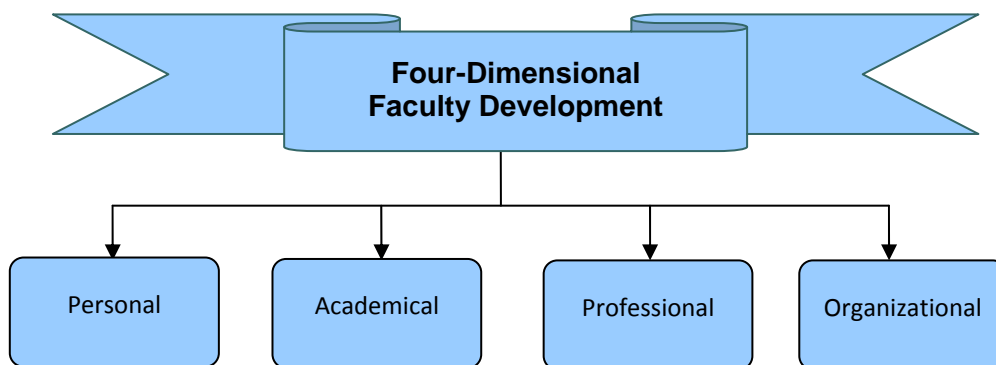 Four-Dimensional
Faculty Development
Personal
Academical
Professional
Organizational